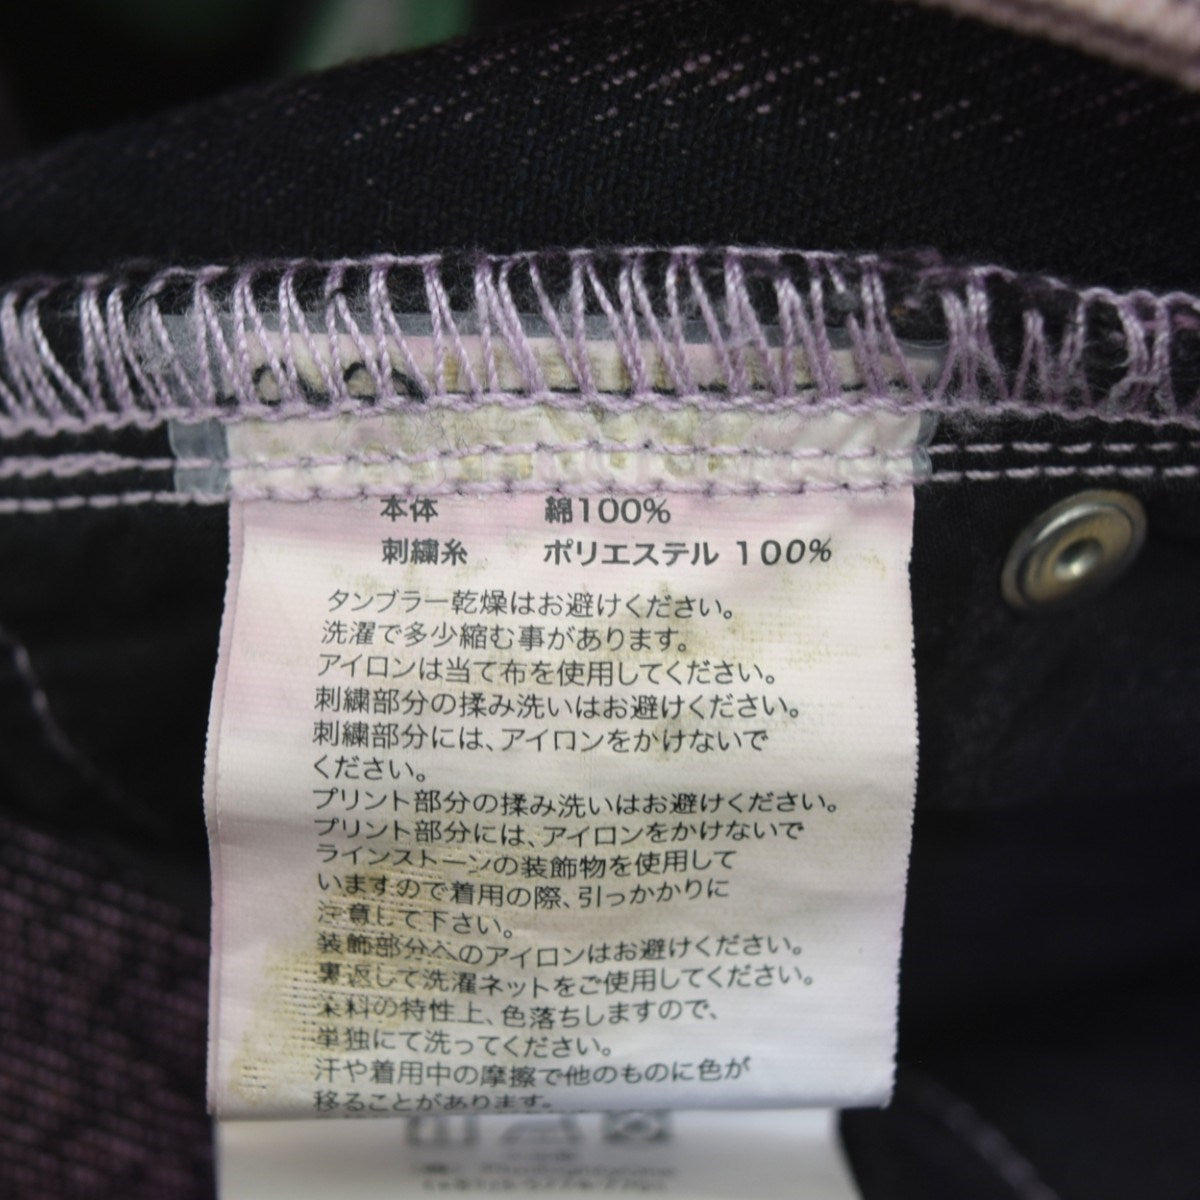 本体 綿100%
刺繍糸 ポリエステル 100%
タンブラー乾燥はお避けください。
洗濯で多少縮む事があります。
アイロンは当て布を使用してください。
刺繍部分の揉み洗いはお避けください。
刺繍部分には、アイロンをかけないで
ください。
プリント部分の揉み洗いはお避けください。
プリント部分には、アイロンをかけないで
ラインストーンの装飾物を使用して
いますので着用の際、引っかかりに
注意して下さい。
装飾部分へのアイロンはお避けください。
裏返して洗濯ネットをご使用してください。
染料の特性上、色落ちしますので、
単独にて洗ってください。
汗や着用中の摩擦で他のものに色が
移ることがあります。